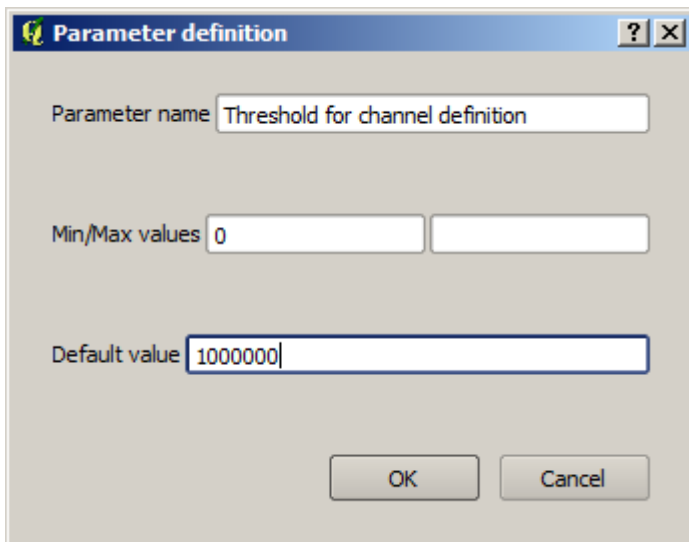 Parameter definition
Parameter name Threshold for channel definition
Min/Max values 0
Default value 1000000
OK Cancel